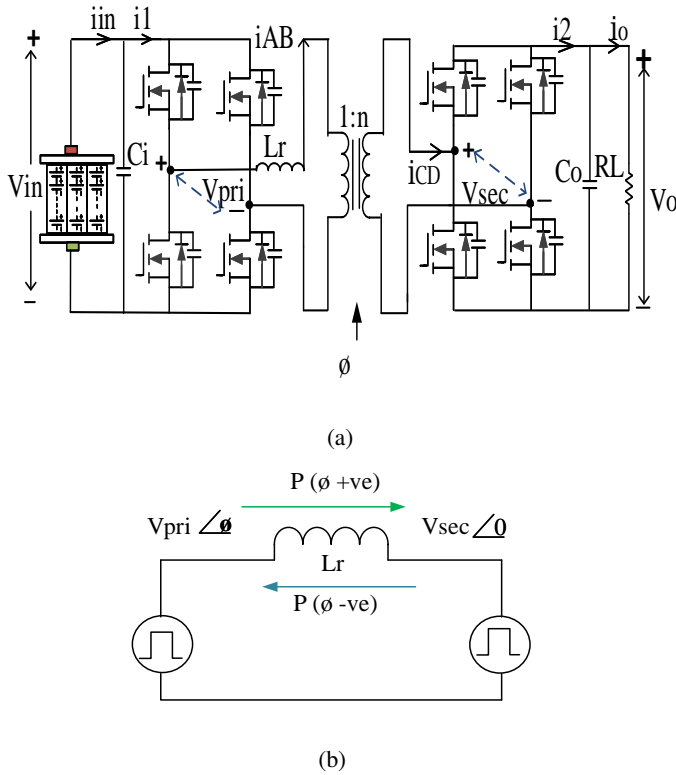 iin i1 iAB i2 io
+ +
1:n
Lr
Ci + iCD + Co RL
Vin Vpri Vsec Vo
− −
− −
ø
(a)
P (ø +ve)
Vpri∠ø Vsec∠0
Lr
P (ø -ve)
(b)